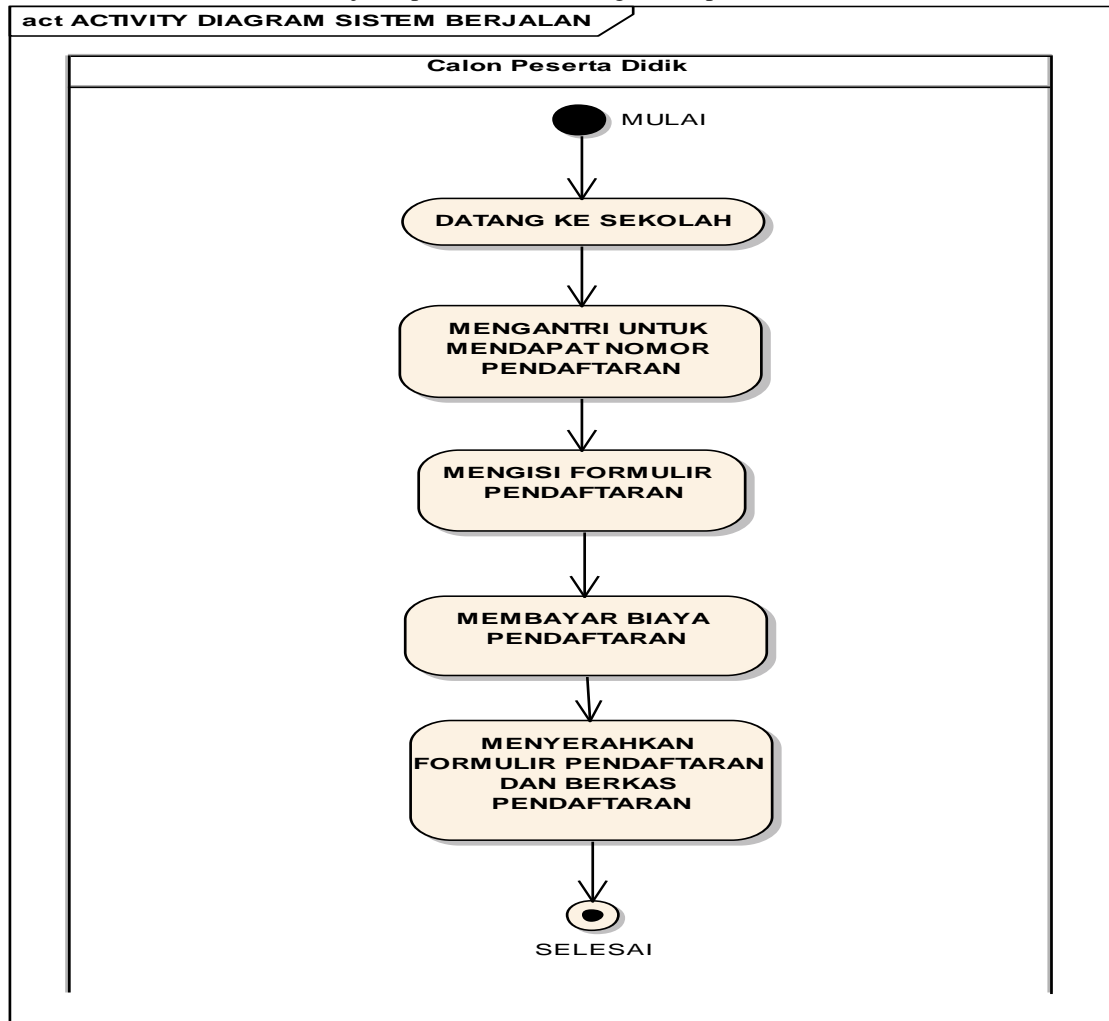 act ACTIVITY DIAGRAM SISTEM BERJALAN
Calon Peserta Didik
MULAI
DATANG KE SEKOLAH
MENGANTRI UNTUK
MENDAPAT NOMOR
PENDAFTARAN
MENGISI FORMULIR
PENDAFTARAN
MEMBAYAR BIAYA
PENDAFTARAN
MENYERAHKAN
FORMULIR PENDAFTARAN
DAN BERKAS
PENDAFTARAN
SELESAI